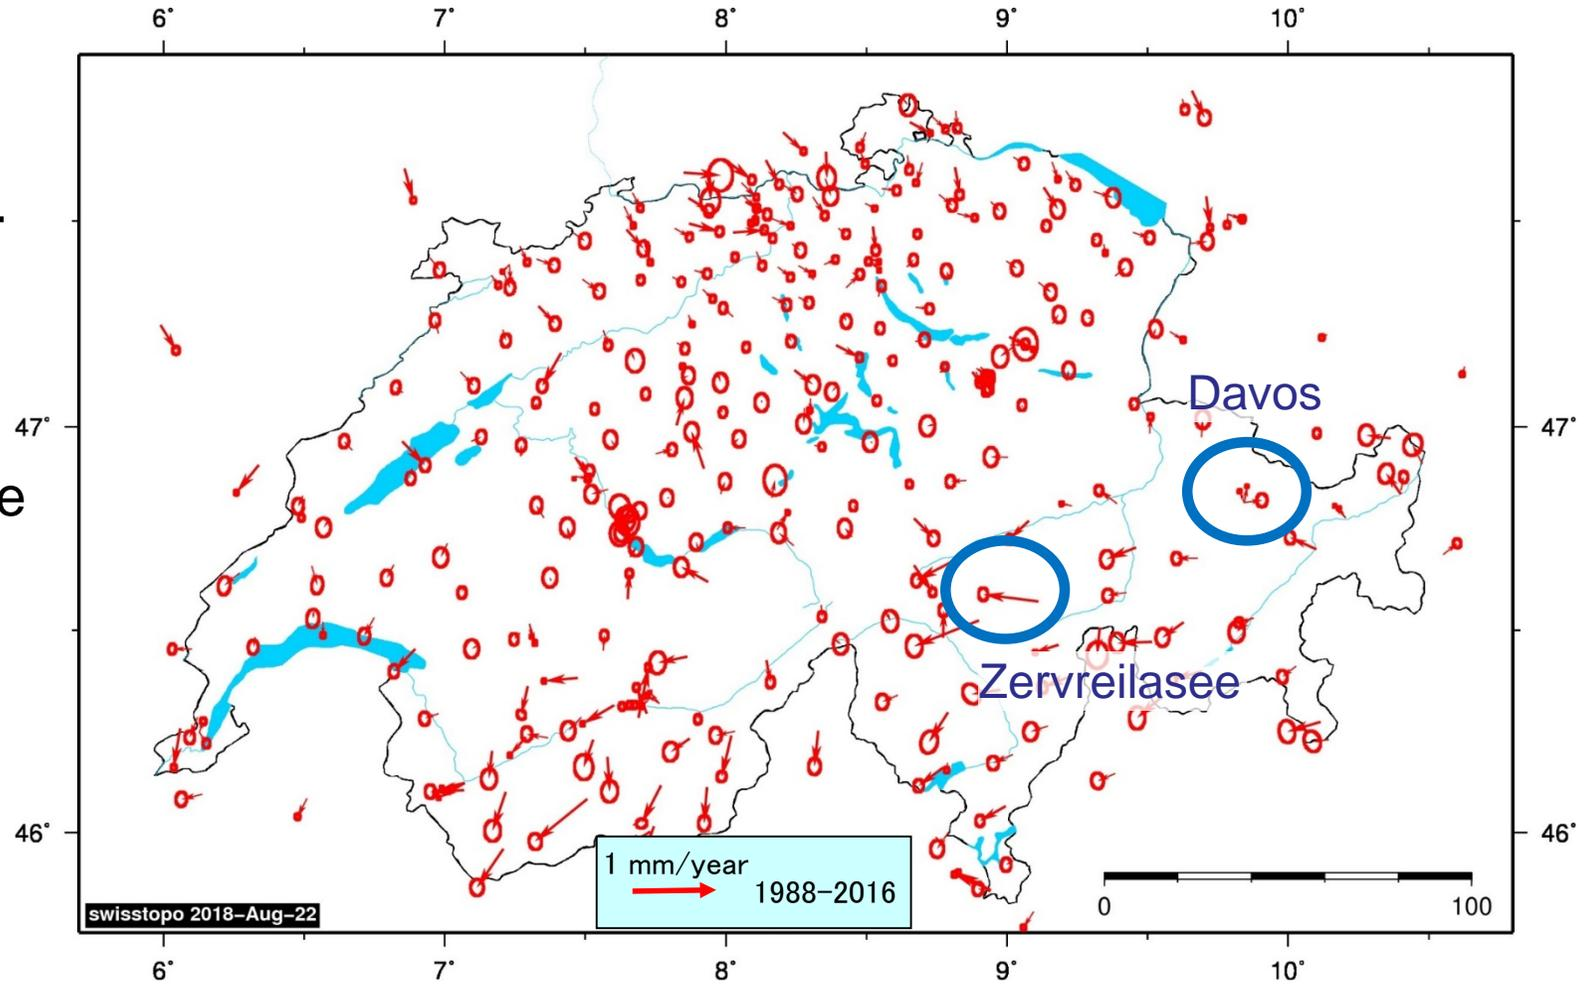 6° 7° 8° 9° 10°
47° 47°
Davos
e
Zervreilasee
46° 46°
1 mm/year
1988-2016
swisstopo 2018-Aug-22
0 100
6° 7° 8° 9° 10°